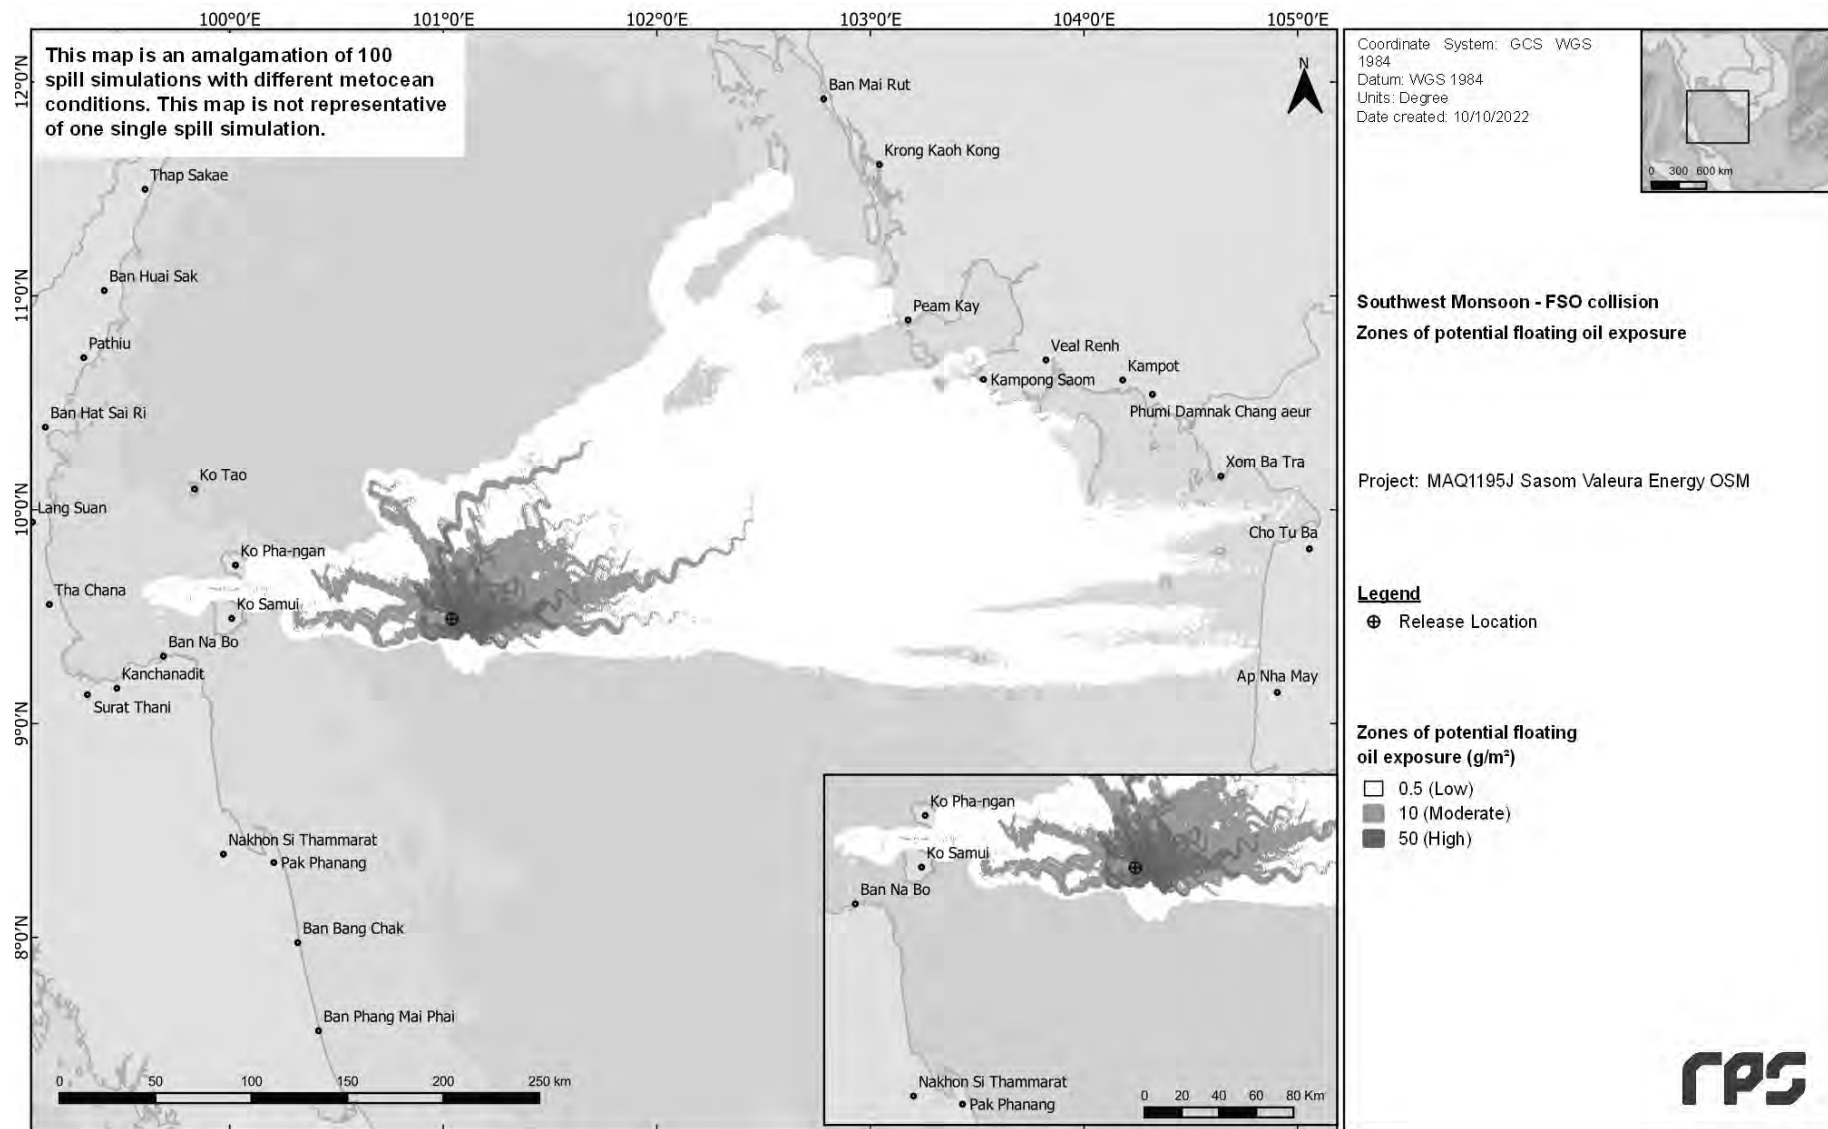 100°0'E
101°0'E
102°0'E
103°0'E
104°0'E
105°0'E
12°0'N
11°0'N
10°0'N
9°0'N
8°0'N
This map is an amalgamation of 100
spill simulations with different metocean
conditions. This map is not representative
of one single spill simulation.
N
Ban Mai Rut
Krong Kaoh Kong
Thap Sakae
Ban Huai Sak
Peam Kay
Pathiu
Veal Renh
Kampot
Kampong Saom
Ban Hat Sai Ri
Phumi Damnak Chang aeur
Xom Ba Tra
Ko Tao
Lang Suan
Cho Tu Ba
Ko Pha-ngan
Tha Chana
Ko Samui
Ban Na Bo
Kanchanadit
Surat Thani
Ap Nha May
Nakhon Si Thammarat
Pak Phanang
Ban Bang Chak
Ban Phang Mai Phai
0 50 100 150 200 250 km
Ko Pha-ngan
Ko Samui
Ban Na Bo
Nakhon Si Thammarat
Pak Phanang
0 20 40 60 80 Km
Coordinate System: GCS WGS
1984
Datum: WGS 1984
Units: Degree
Date created: 10/10/2022
0 300 600 km
Southwest Monsoon - FSO collision
Zones of potential floating oil exposure
Project: MAQ1195J Sasom Valeura Energy OSM
Legend
Release Location
Zones of potential floating
oil exposure (g/m²)
0.5 (Low)
10 (Moderate)
50 (High)
rps